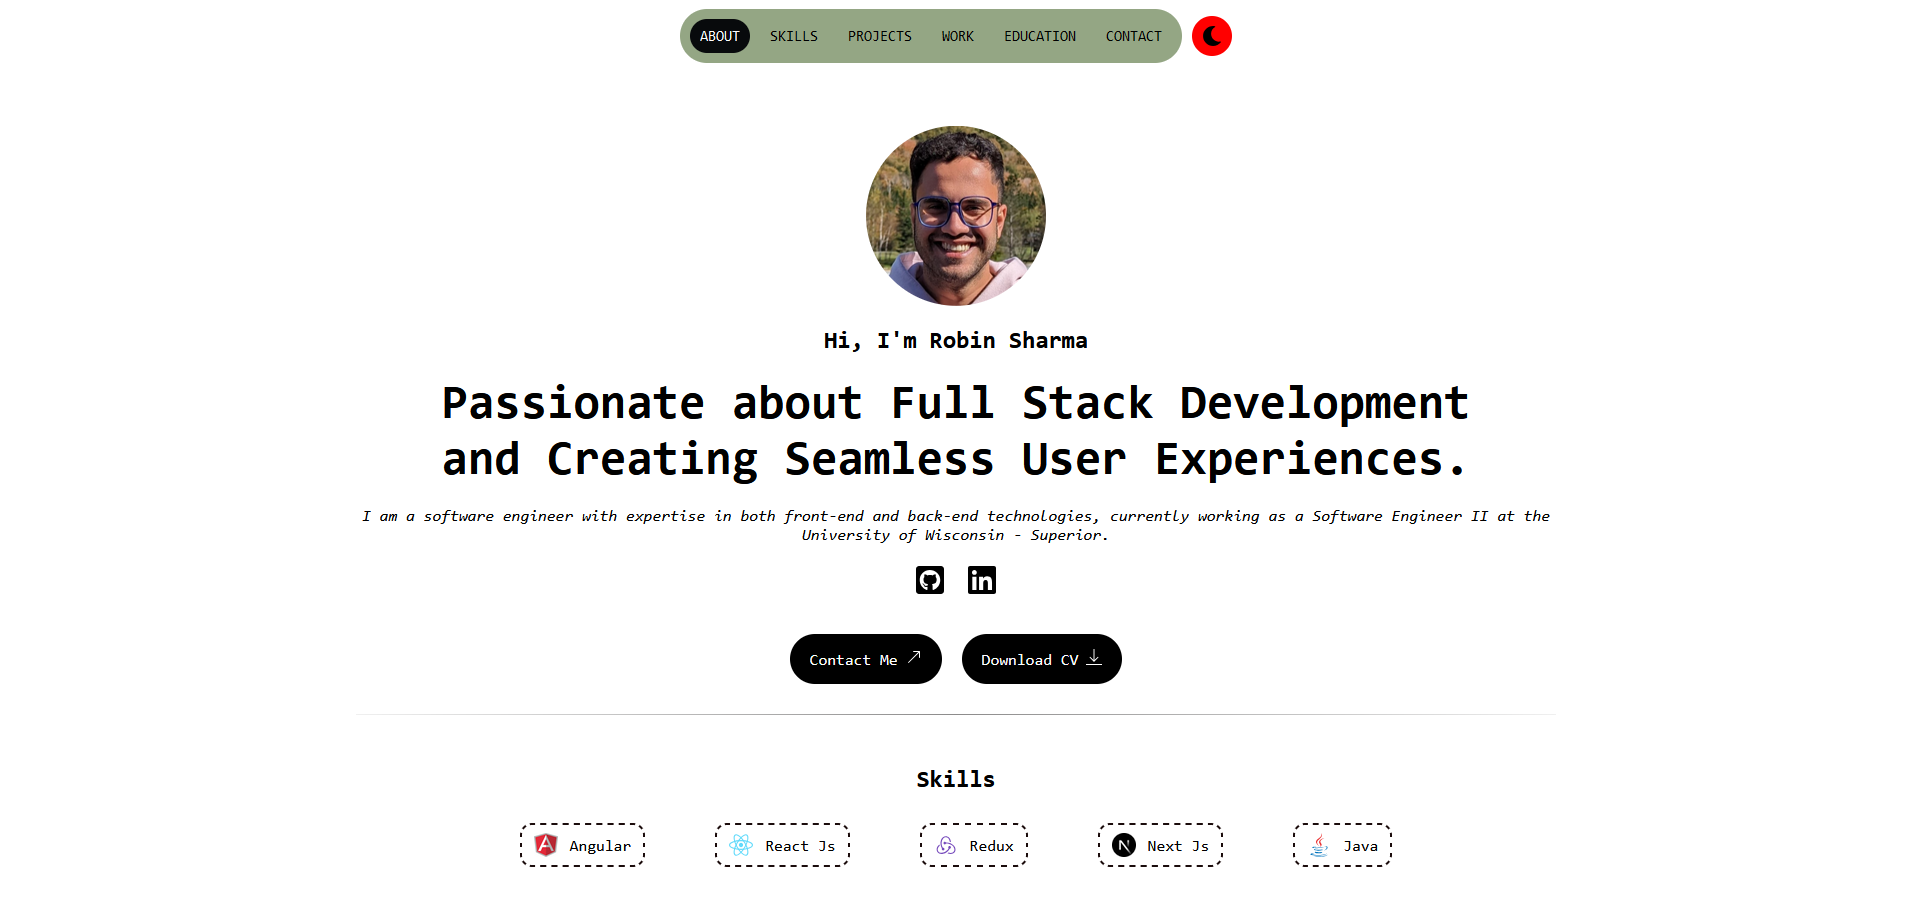 ABOUT SKILLS PROJECTS WORK EDUCATION CONTACT
Hi, I'm Robin Sharma
Passionate about Full Stack Development
and Creating Seamless User Experiences.
I am a software engineer with expertise in both front-end and back-end technologies, currently working as a Software Engineer II at the
University of Wisconsin - Superior.
in
Contact Me Download CV
Skills
Angular React Js Redux Next Js Java